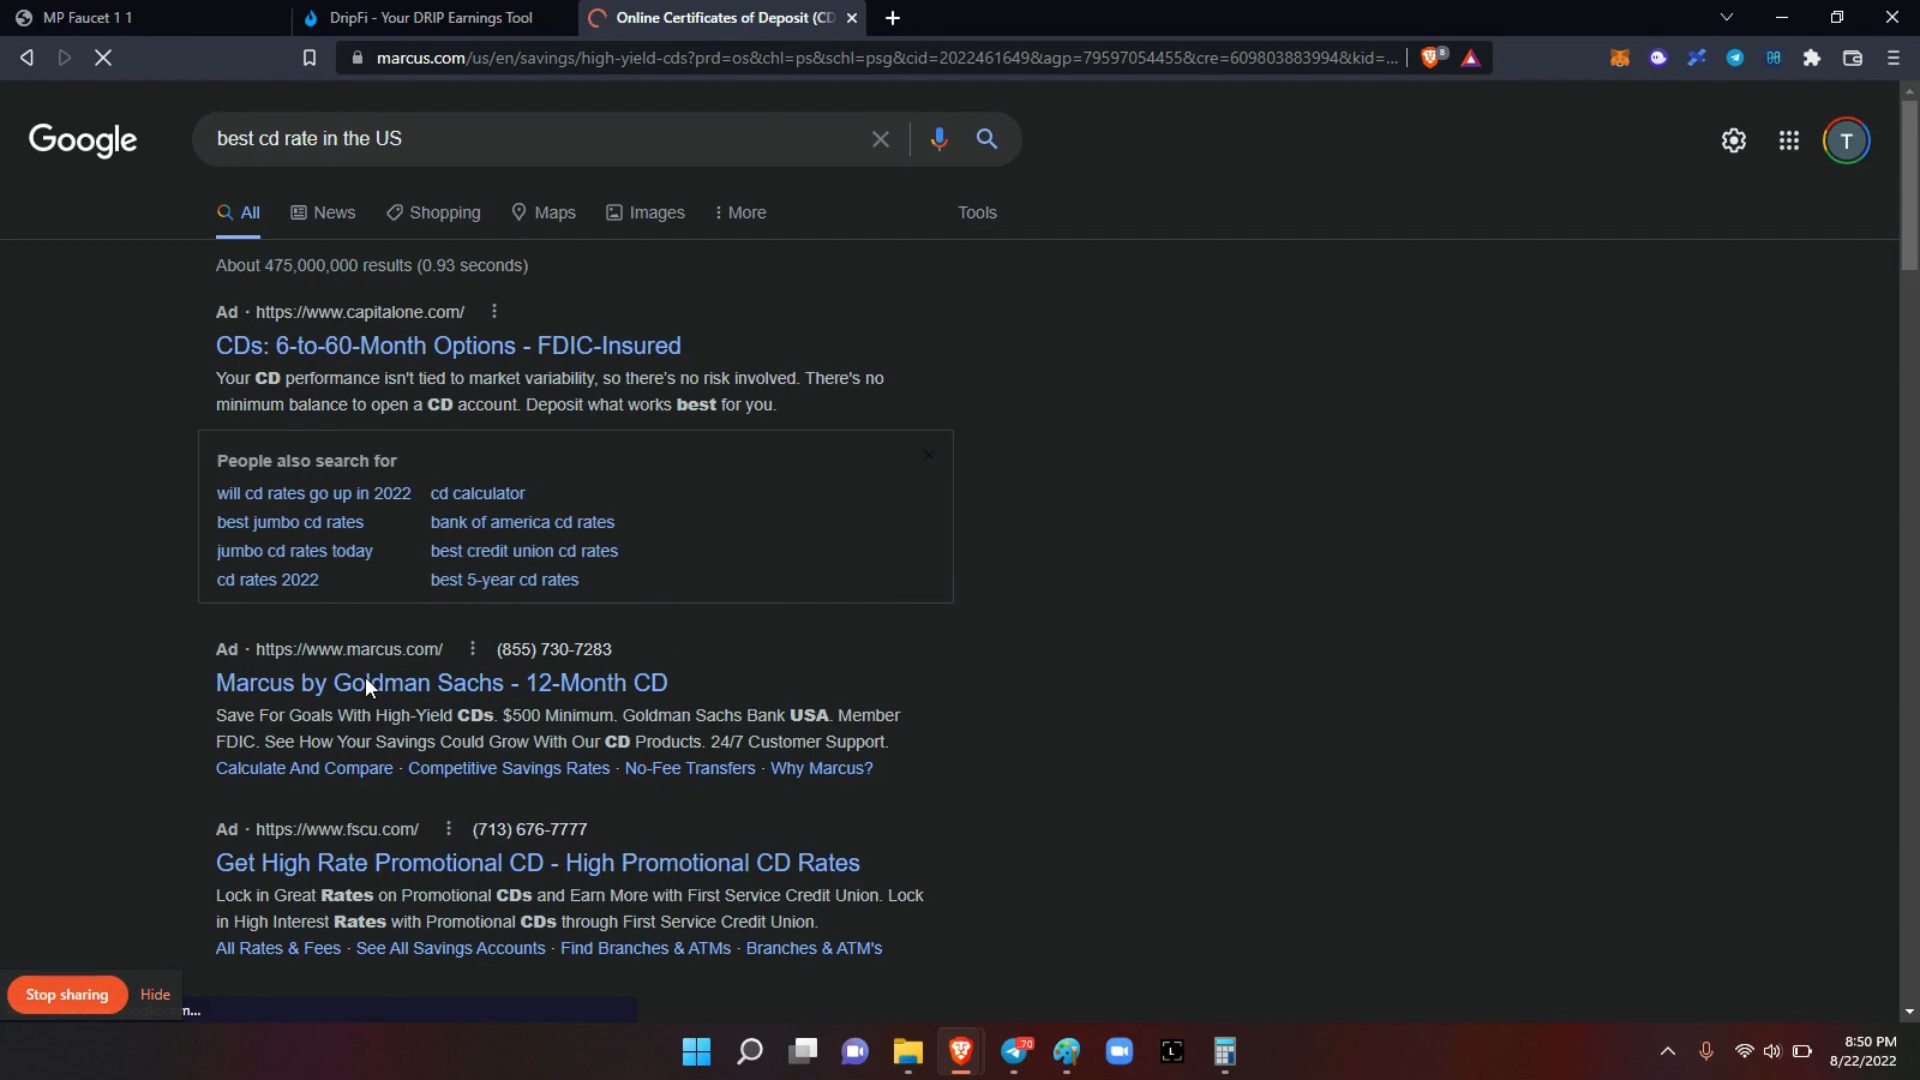 MP Faucet 1 1
DripFi - Your DRIP Earnings Tool
Online Certificates of Deposit (CD
marcus.com/us/en/savings/high-yield-cds?prd=os&chl=ps&schl=psg&cid=2022461649&agp=79597054455&cre=609803883994&kid=...
8
Google
best cd rate in the US
T
All
News
Shopping
Maps
Images
More
Tools
About 475,000,000 results (0.93 seconds)
Ad · https://www.capitalone.com/
CDs: 6-to-60-Month Options - FDIC-Insured
Your CD performance isn't tied to market variability, so there's no risk involved. There's no
minimum balance to open a CD account. Deposit what works best for you.
People also search for
will cd rates go up in 2022
cd calculator
best jumbo cd rates
bank of america cd rates
jumbo cd rates today
best credit union cd rates
cd rates 2022
best 5-year cd rates
Ad · https://www.marcus.com/
(855) 730-7283
Marcus by Goldman Sachs - 12-Month CD
Save For Goals With High-Yield CDs. $500 Minimum. Goldman Sachs Bank USA. Member
FDIC. See How Your Savings Could Grow With Our CD Products. 24/7 Customer Support.
Calculate And Compare · Competitive Savings Rates · No-Fee Transfers · Why Marcus?
Ad · https://www.fscu.com/
(713) 676-7777
Get High Rate Promotional CD - High Promotional CD Rates
Lock in Great Rates on Promotional CDs and Earn More with First Service Credit Union. Lock
in High Interest Rates with Promotional CDs through First Service Credit Union.
All Rates & Fees · See All Savings Accounts · Find Branches & ATMs · Branches & ATM's
Stop sharing
Hide
70
L
8:50 PM
8/22/2022